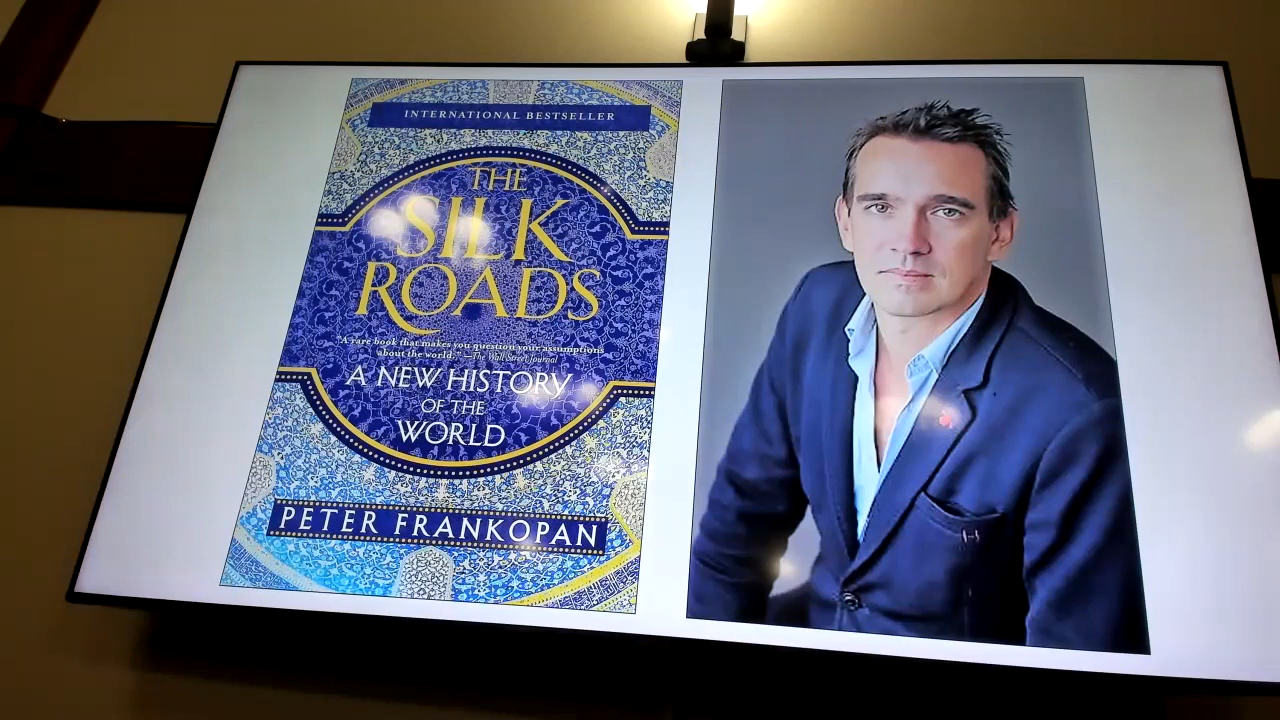 INTERNATIONAL BESTSELLER
THE
SILK
ROADS
"A rare book that makes you question your assumptions
about the world." —The Wall Street Journal
A NEW HISTORY
OF THE
WORLD
PETER FRANKOPAN